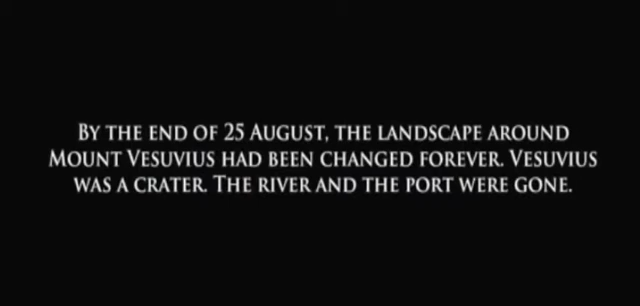 BY THE END OF 25 AUGUST, THE LANDSCAPE AROUND
MOUNT VESUVIUS HAD BEEN CHANGED FOREVER. VESUVIUS
WAS A CRATER. THE RIVER AND THE PORT WERE GONE.